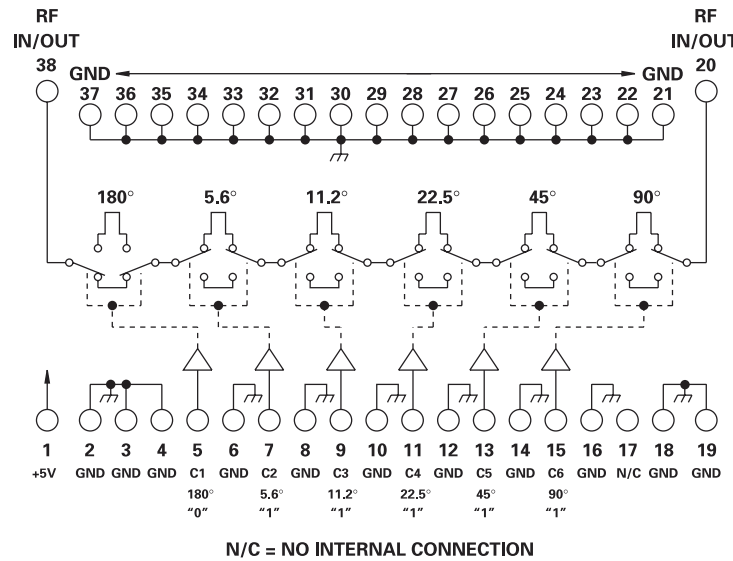 RF RF
IN/OUT IN/OUT
38 20
GND GND
37 36 35 34 33 32 31 30 29 28 27 26 25 24 23 22 21
180° 5.6° 11.2° 22.5° 45° 90°
1 2 3 4 5 6 7 8 9 10 11 12 13 14 15 16 17 18 19
+5V GND GND GND C1 GND C2 GND C3 GND C4 GND C5 GND C6 GND N/C GND GND
180° 5.6° 11.2° 22.5° 45° 90°
“0” “1” “1” “1” “1” “1”
N/C = NO INTERNAL CONNECTION